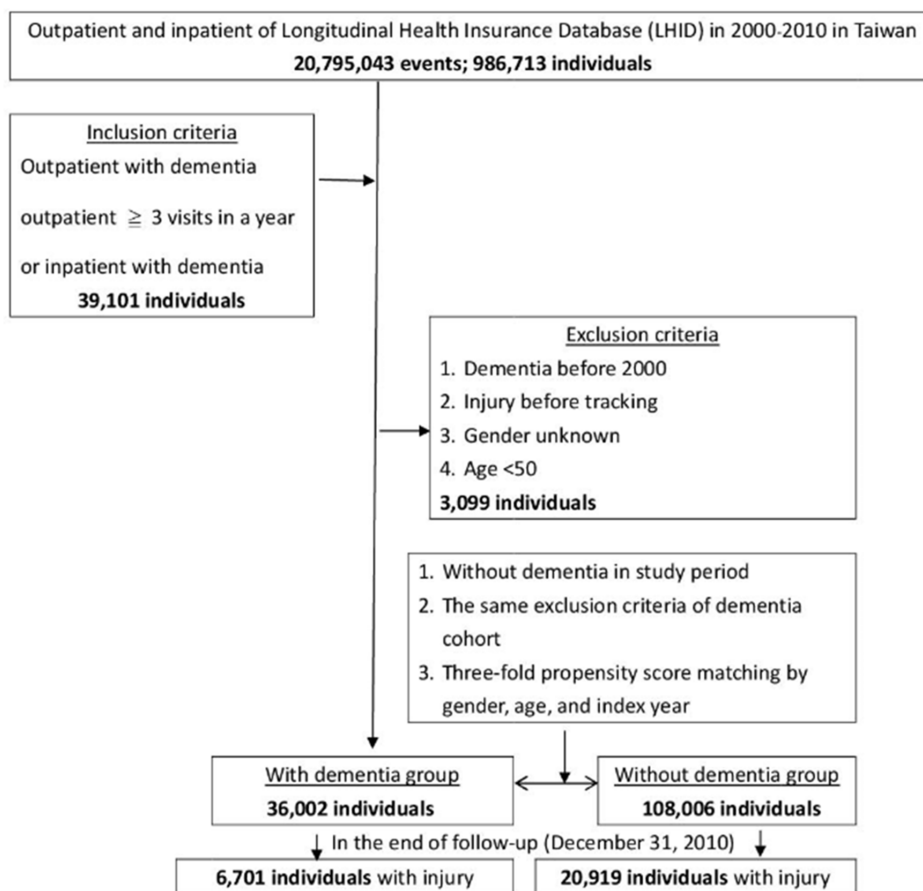 Outpatient and inpatient of Longitudinal Health Insurance Database (LHID) in 2000-2010 in Taiwan
20,795,043 events; 986,713 individuals
Inclusion criteria
Outpatient with dementia
outpatient ≧ 3 visits in a year
or inpatient with dementia
39,101 individuals
Exclusion criteria
1. Dementia before 2000
2. Injury before tracking
3. Gender unknown
4. Age <50
3,099 individuals
1. Without dementia in study period
2. The same exclusion criteria of dementia
cohort
3. Three-fold propensity score matching by
gender, age, and index year
With dementia group
36,002 individuals
Without dementia group
108,006 individuals
In the end of follow-up (December 31, 2010)
6,701 individuals with injury
20,919 individuals with injury